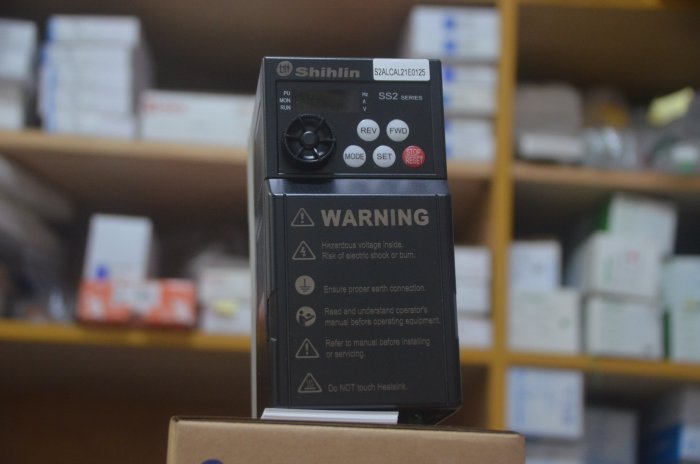 Shihlin
S2ALCAL21E0125
PU
MON
RUN
Hz
A
V
SS2 SERIES
REV FWD
MODE SET STOP RESET
WARNING
Hazardous voltage inside.
Risk of electric shock or burn.
Ensure proper earth connection.
Read and understand operator's
manual before operating equipment.
Refer to manual before installing
or servicing.
Do NOT touch Heatsink.